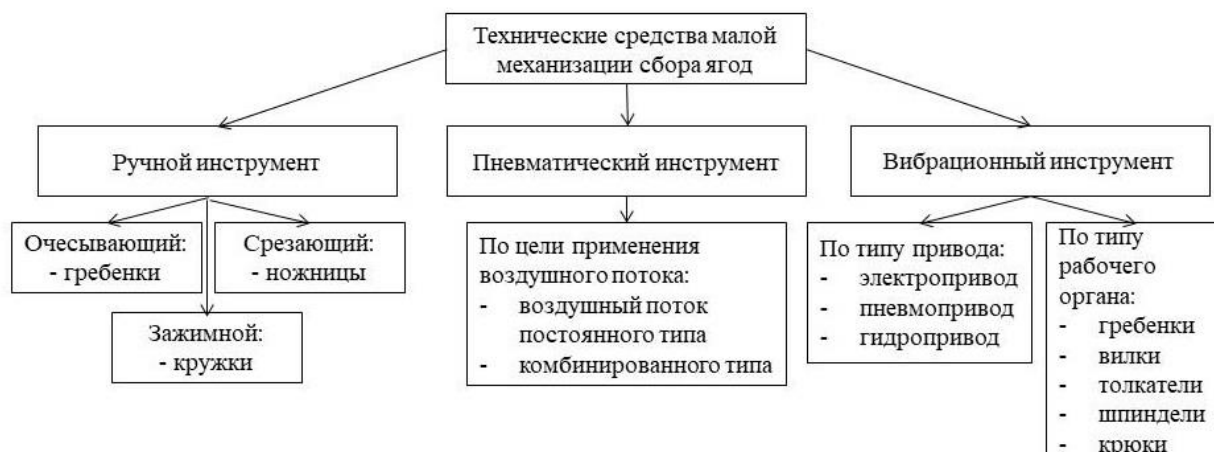 Технические средства малой
механизации сбора ягод
Ручной инструмент
Пневматический инструмент
Вибрационный инструмент
Очесывающий:
- гребенки
Срезающий:
- ножницы
Зажимной:
- кружки
По цели применения
воздушного потока:
- воздушный поток
постоянного типа
- комбинированного типа
По типу привода:
- электропривод
- пневмопривод
- гидропривод
По типу
рабочего
органа:
- гребенки
- вилки
- толкатели
- шпиндели
- крюки